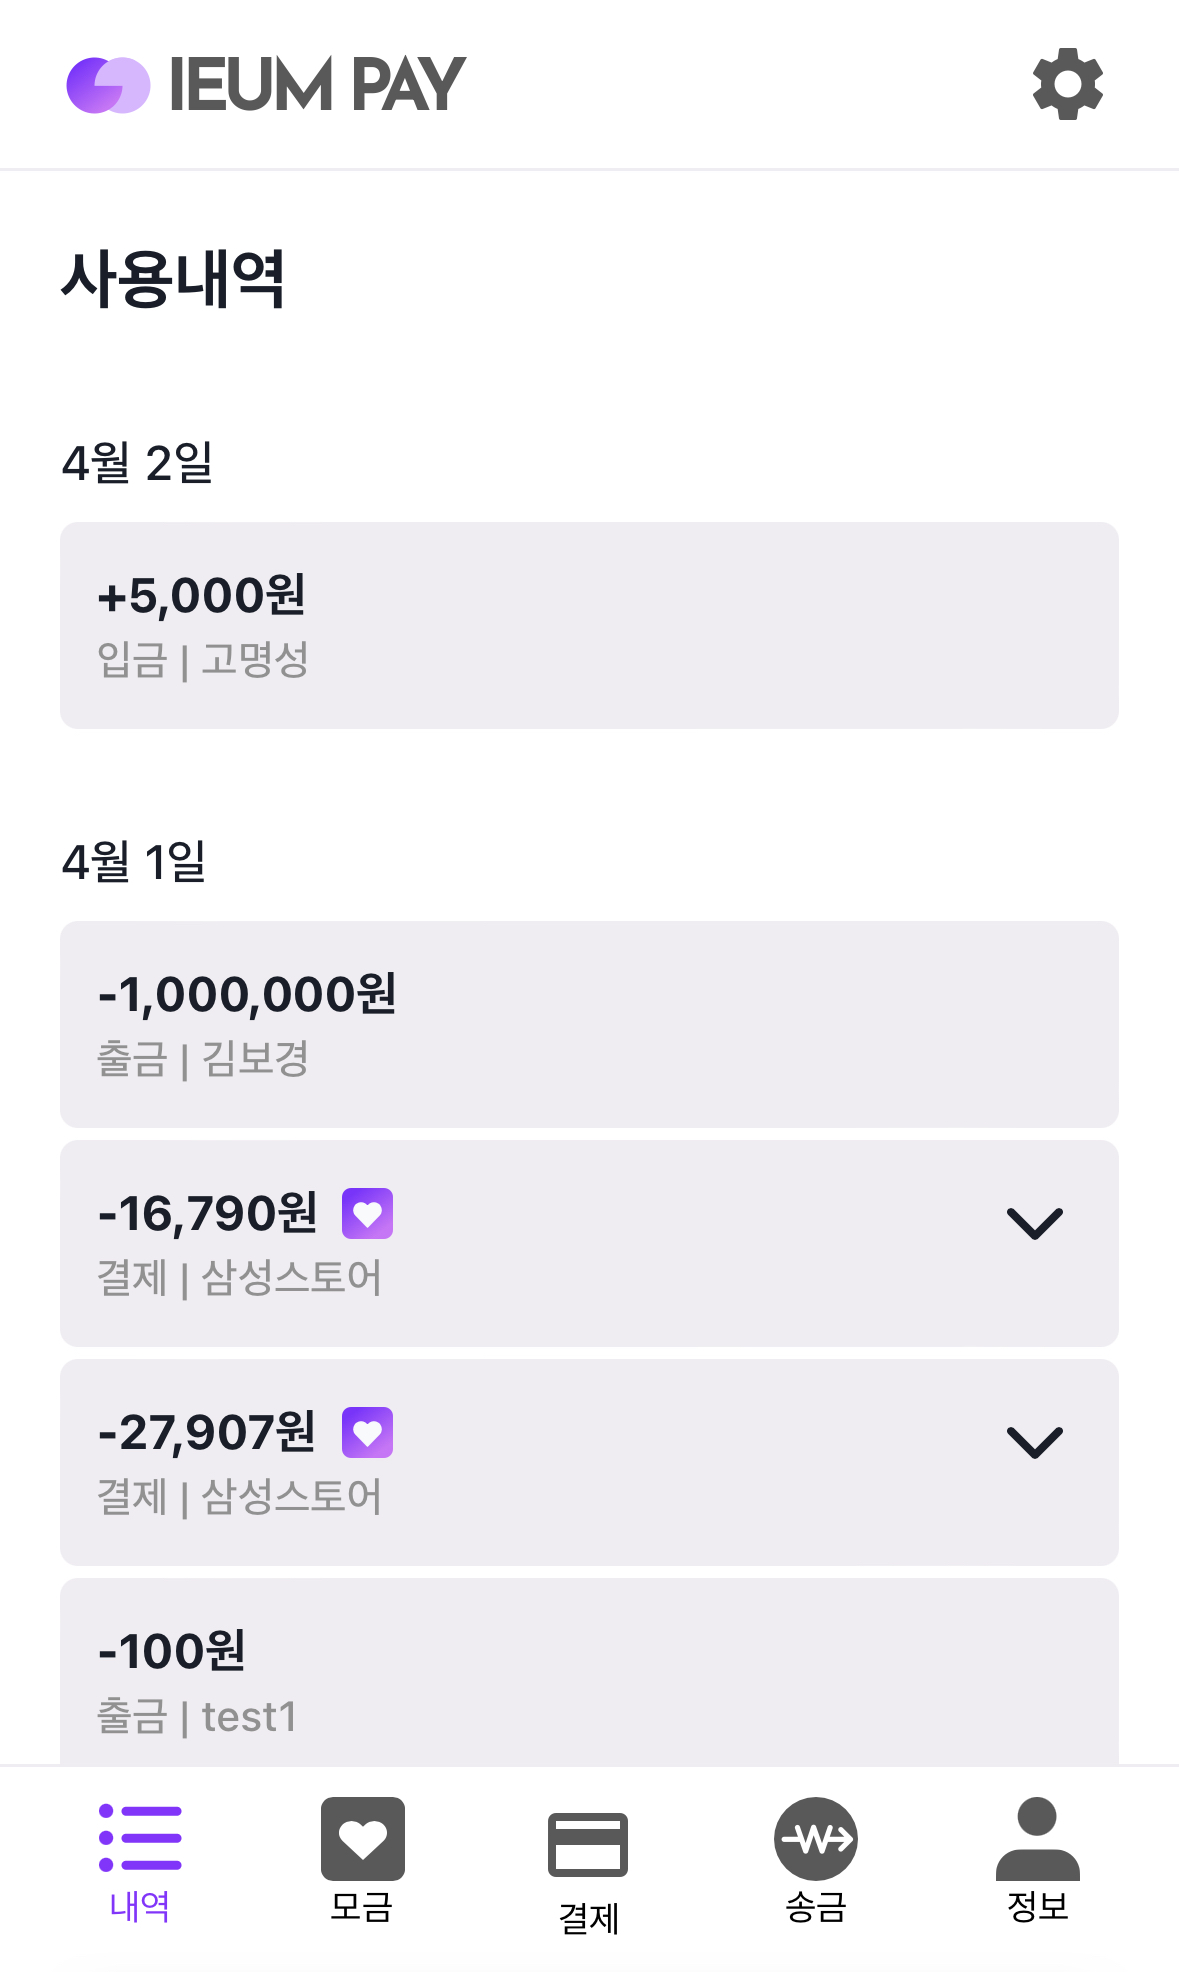 IEUM PAY
사용내역
4월 2일
+5,000원
입금 | 고명성
4월 1일
-1,000,000원
출금 | 김보경
-16,790원
결제 | 삼성스토어
-27,907원
결제 | 삼성스토어
-100원
출금 | test1
내역
모금
결제
송금
정보